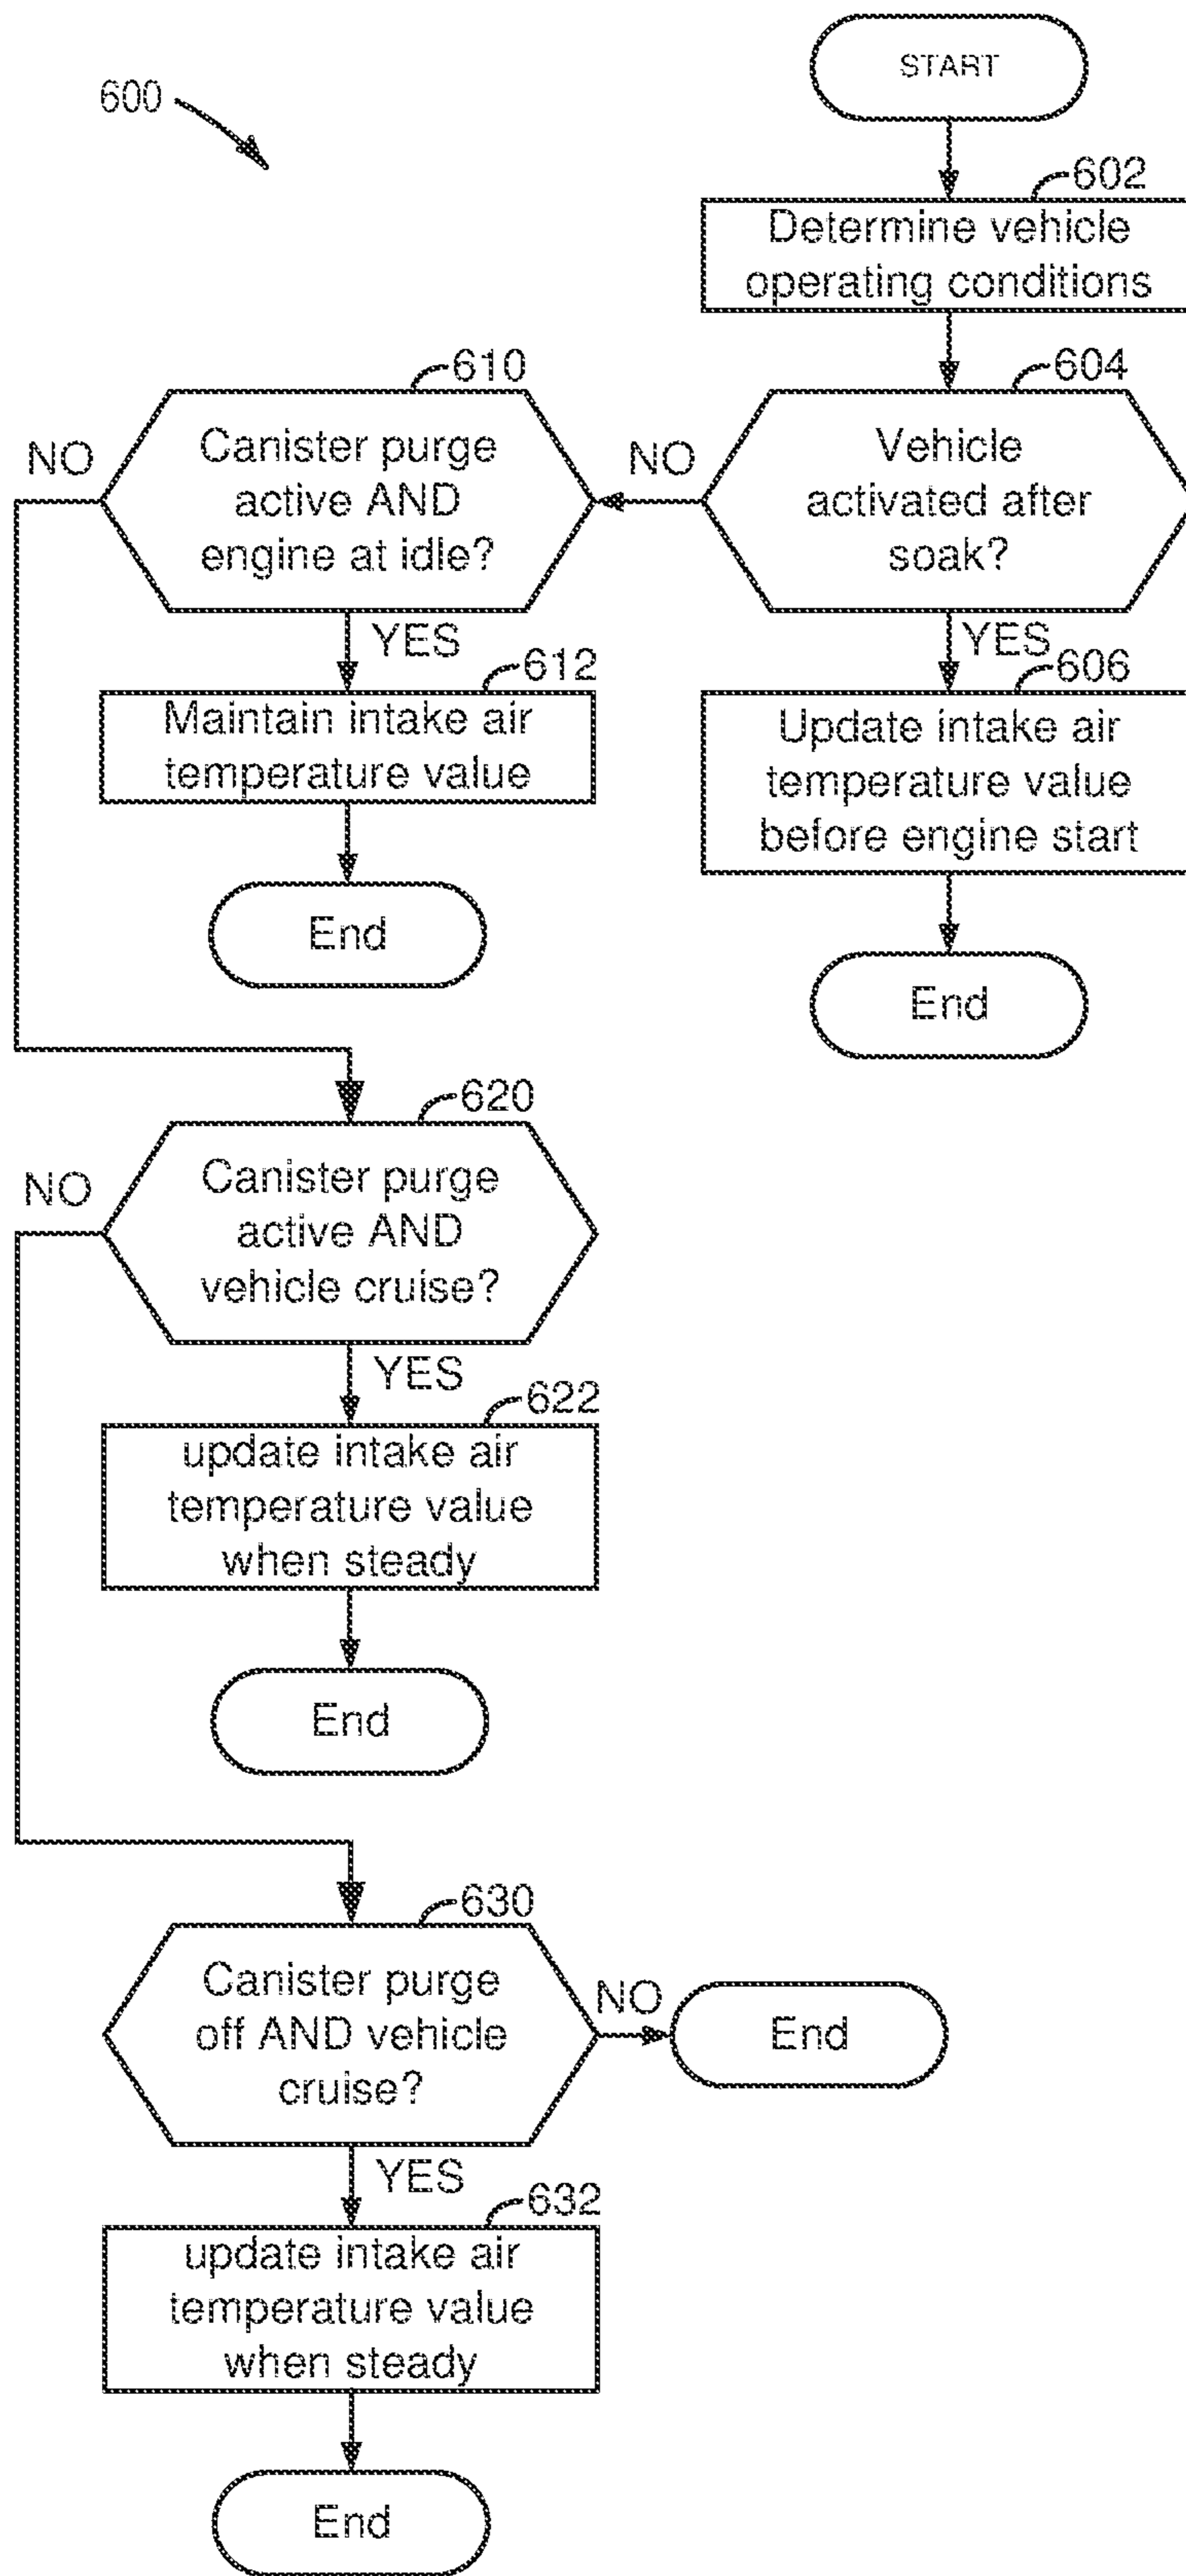 600
START
602
Determine vehicle
operating conditions
604
Vehicle
activated after
soak?
NO
YES
606
Update intake air
temperature value
before engine start
End
610
Canister purge
active AND
engine at idle?
NO
YES
612
Maintain intake air
temperature value
End
620
Canister purge
active AND
vehicle cruise?
NO
YES
622
update intake air
temperature value
when steady
End
630
Canister purge
off AND vehicle
cruise?
NO
End
YES
632
update intake air
temperature value
when steady
End